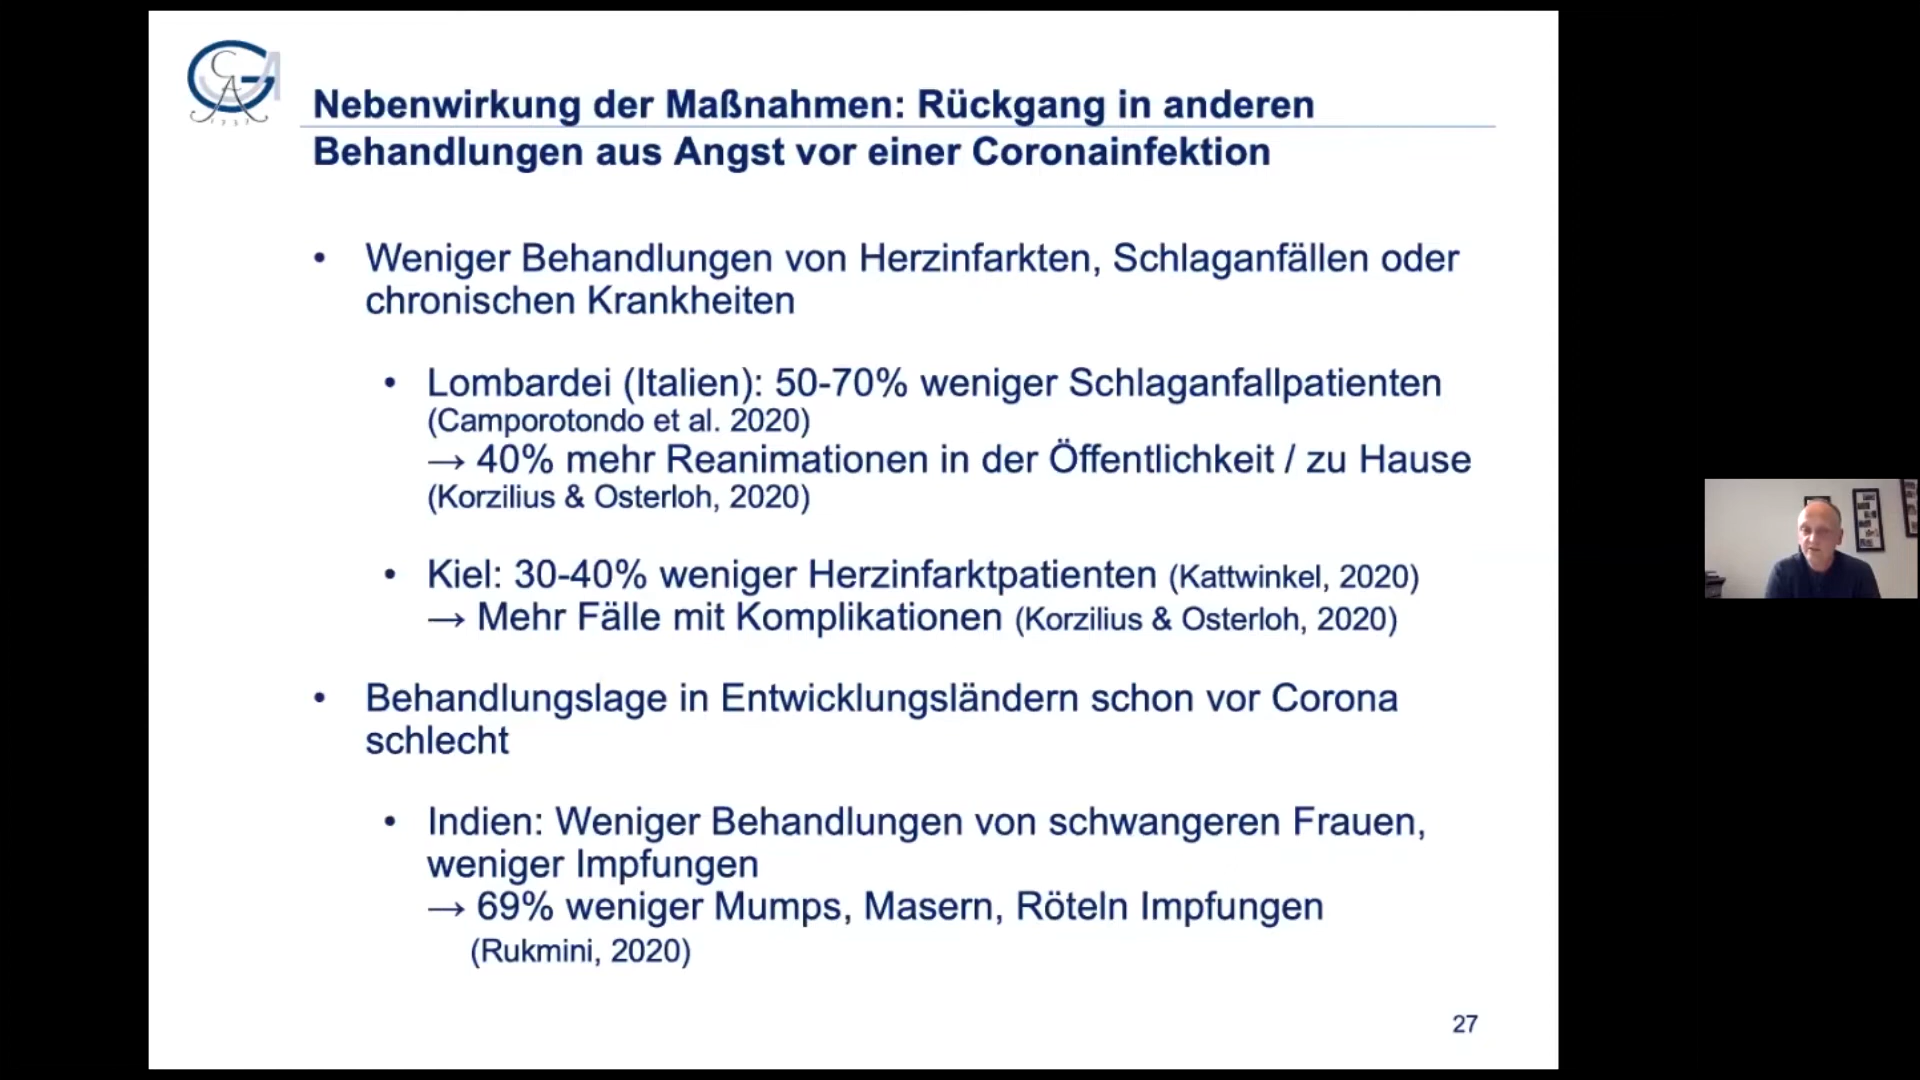 Nebenwirkung der Maßnahmen: Rückgang in anderen
Behandlungen aus Angst vor einer Coronainfektion
• Weniger Behandlungen von Herzinfarkten, Schlaganfällen oder
chronischen Krankheiten
• Lombardei (Italien): 50-70% weniger Schlaganfallpatienten
(Camporotondo et al. 2020)
→ 40% mehr Reanimationen in der Öffentlichkeit / zu Hause
(Korzilius & Osterloh, 2020)
• Kiel: 30-40% weniger Herzinfarktpatienten (Kattwinkel, 2020)
→ Mehr Fälle mit Komplikationen (Korzilius & Osterloh, 2020)
• Behandlungslage in Entwicklungsländern schon vor Corona
schlecht
• Indien: Weniger Behandlungen von schwangeren Frauen,
weniger Impfungen
→ 69% weniger Mumps, Masern, Röteln Impfungen
(Rukmini, 2020)
27